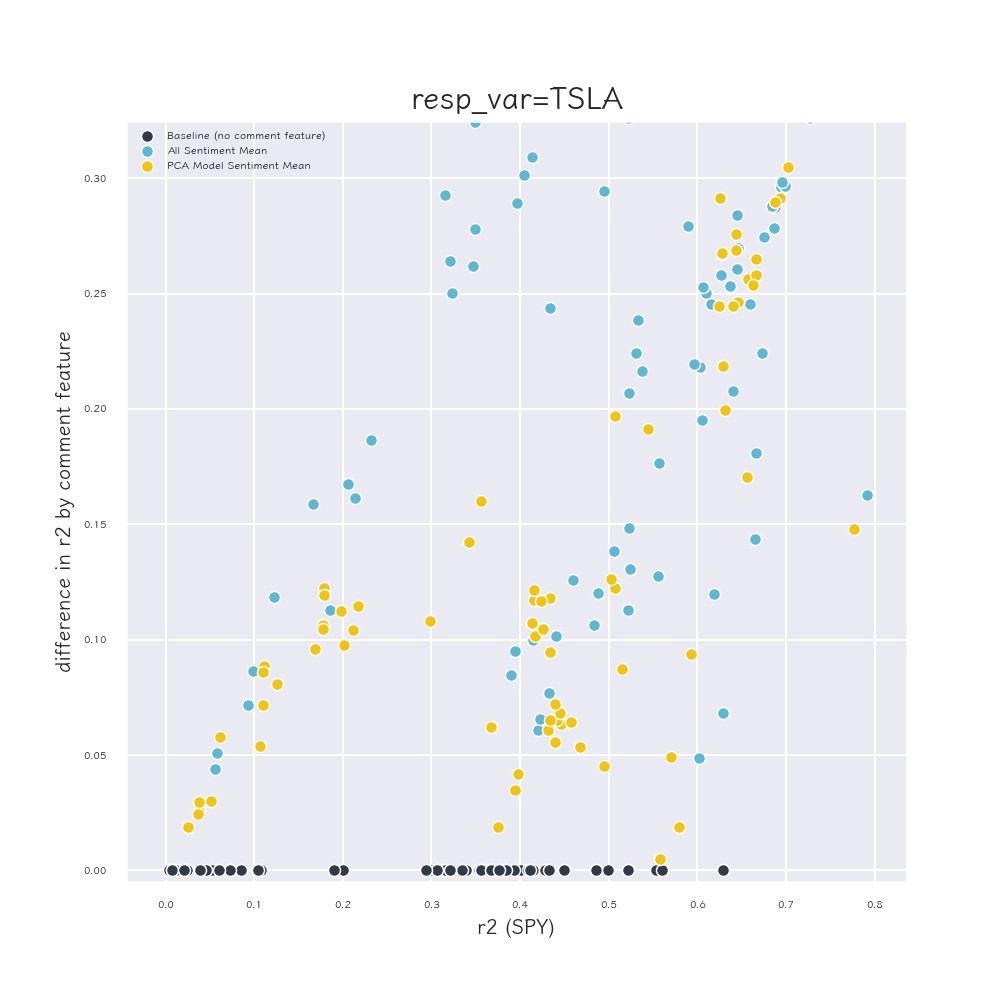 resp_var=TSLA
Baseline (no comment feature)
All Sentiment Mean
PCA Model Sentiment Mean
difference in r2 by comment feature
0.30
0.25
0.20
0.15
0.10
0.05
0.00
0.0 0.1 0.2 0.3 0.4 0.5 0.6 0.7 0.8
r2 (SPY)